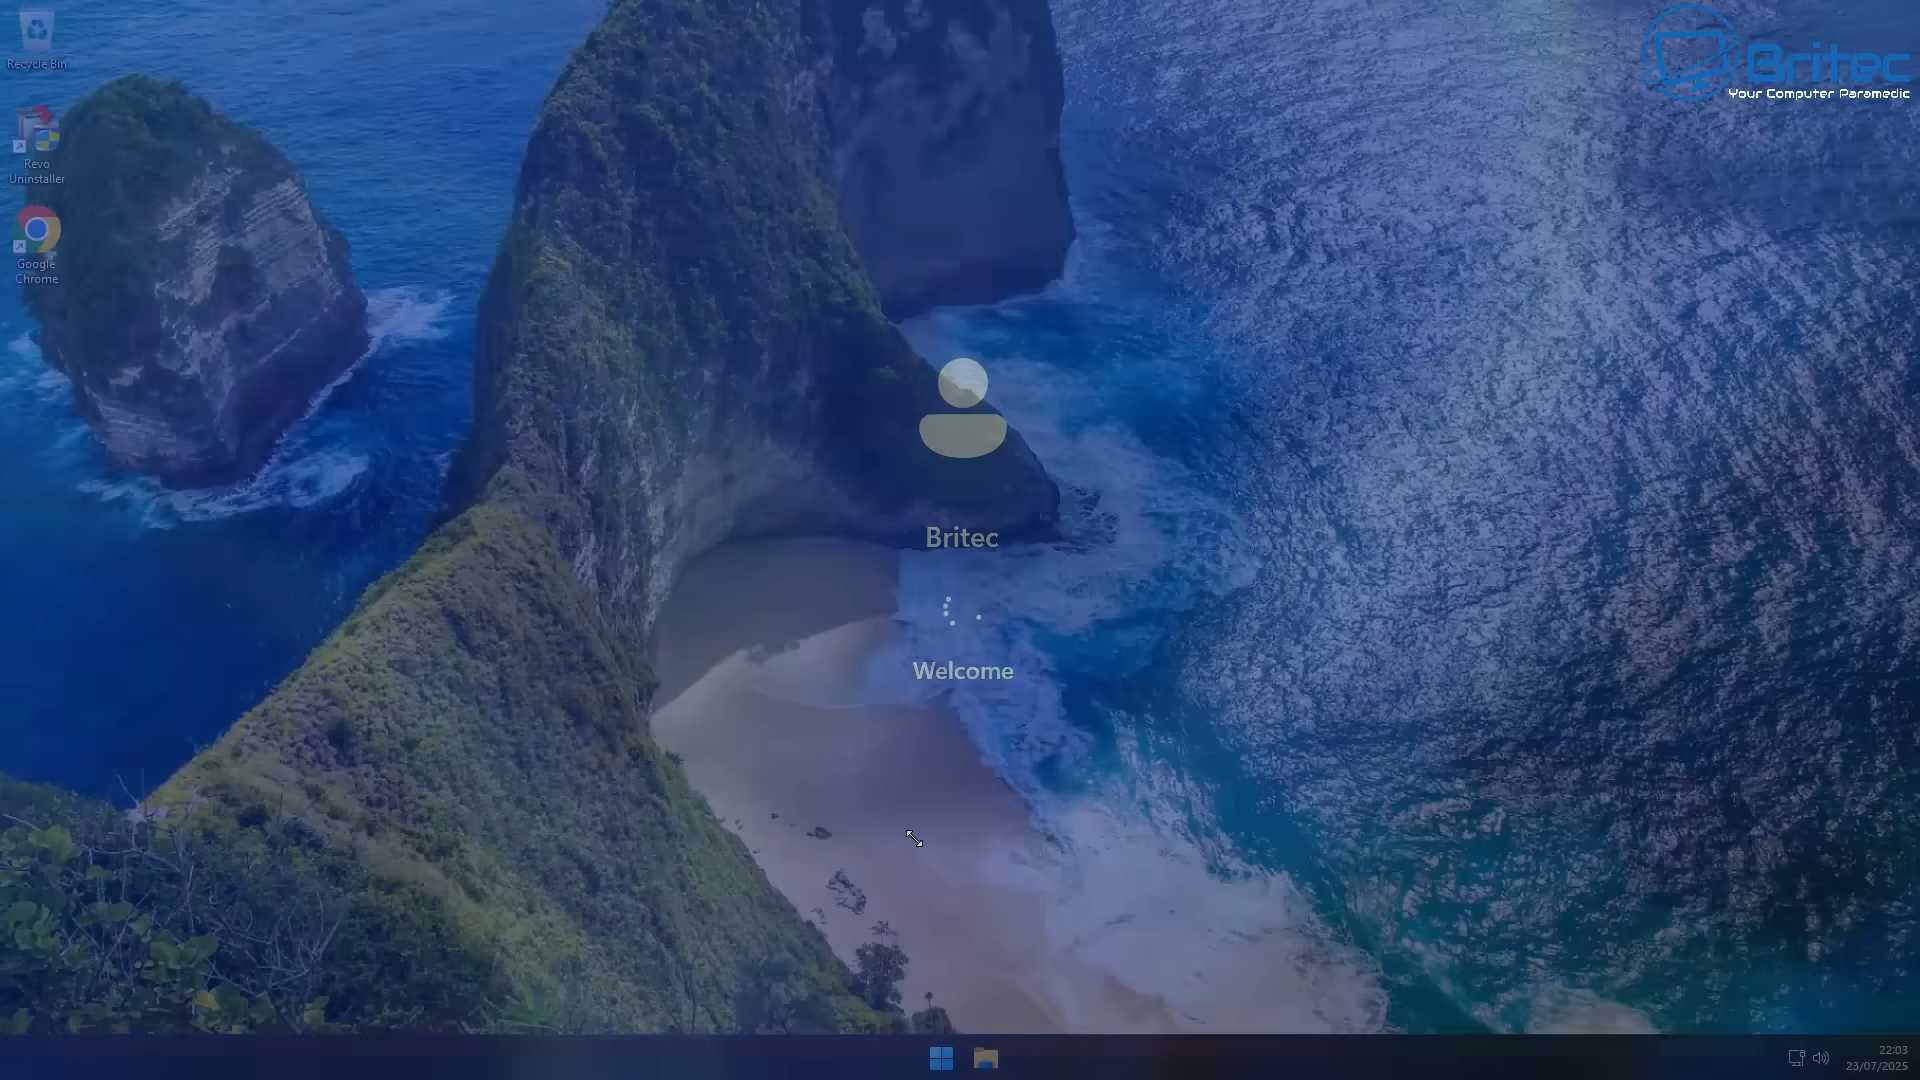 Recycle Bin
Revo
Uninstaller
Google
Chrome
Britec
Your Computer Paramedic
Britec
Welcome
22:03
23/07/2025